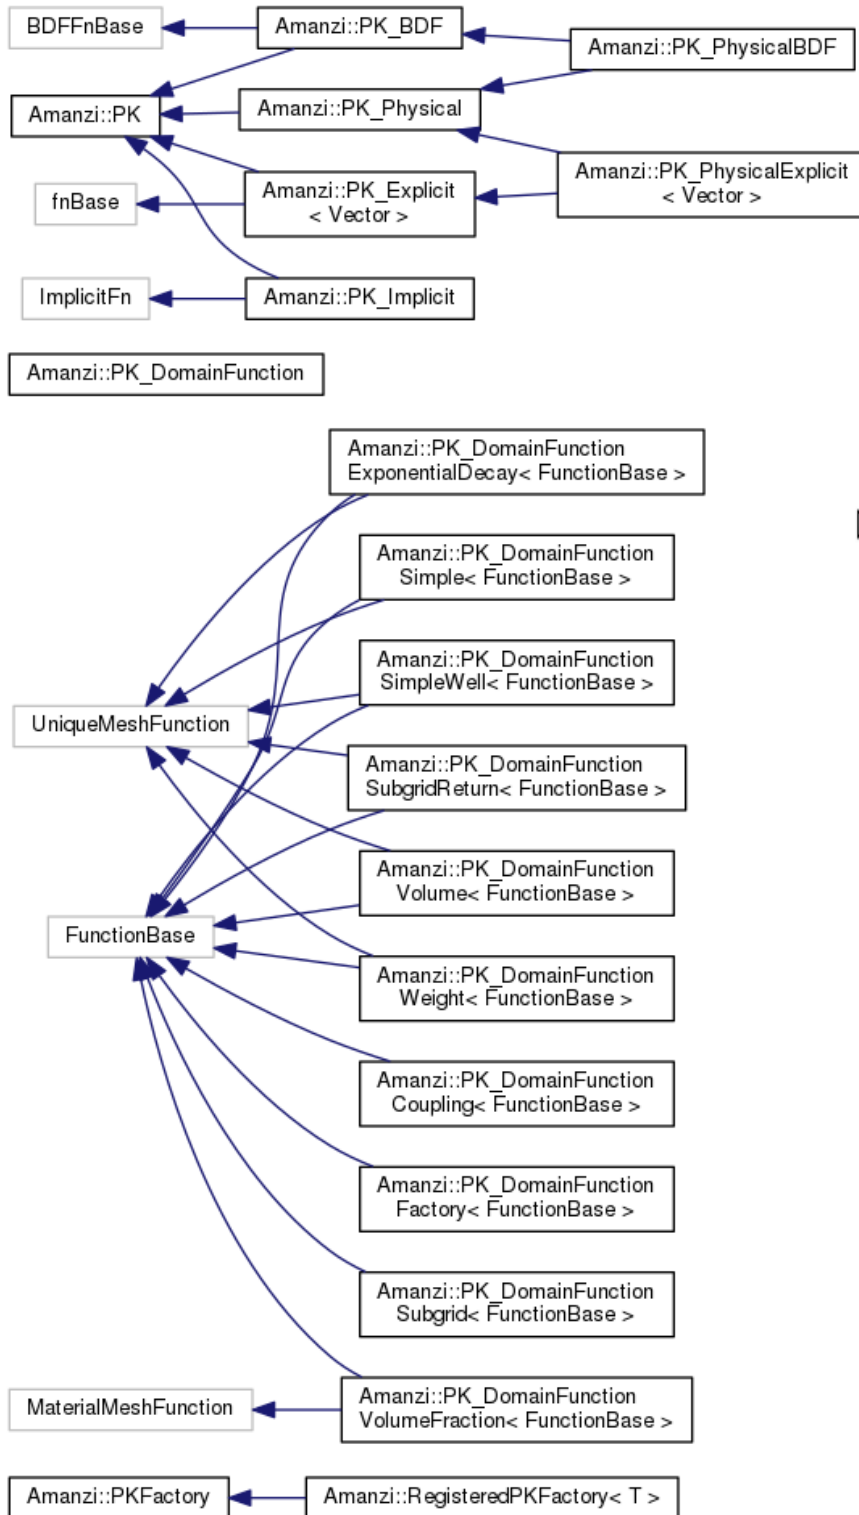 BDFFnBase
Amanzi::PK_BDF
Amanzi::PK_PhysicalBDF
Amanzi::PK
Amanzi::PK_Physical
Amanzi::PK_PhysicalExplicit
< Vector >
fnBase
Amanzi::PK_Explicit
< Vector >
ImplicitFn
Amanzi::PK_Implicit
Amanzi::PK_DomainFunction
Amanzi::PK_DomainFunction
ExponentialDecay< FunctionBase >
Amanzi::PK_DomainFunction
Simple< FunctionBase >
Amanzi::PK_DomainFunction
SimpleWell< FunctionBase >
UniqueMeshFunction
Amanzi::PK_DomainFunction
SubgridReturn< FunctionBase >
Amanzi::PK_DomainFunction
Volume< FunctionBase >
FunctionBase
Amanzi::PK_DomainFunction
Weight< FunctionBase >
Amanzi::PK_DomainFunction
Coupling< FunctionBase >
Amanzi::PK_DomainFunction
Factory< FunctionBase >
Amanzi::PK_DomainFunction
Subgrid< FunctionBase >
MaterialMeshFunction
Amanzi::PK_DomainFunction
VolumeFraction< FunctionBase >
Amanzi::PKFactory
Amanzi::RegisteredPKFactory< T >